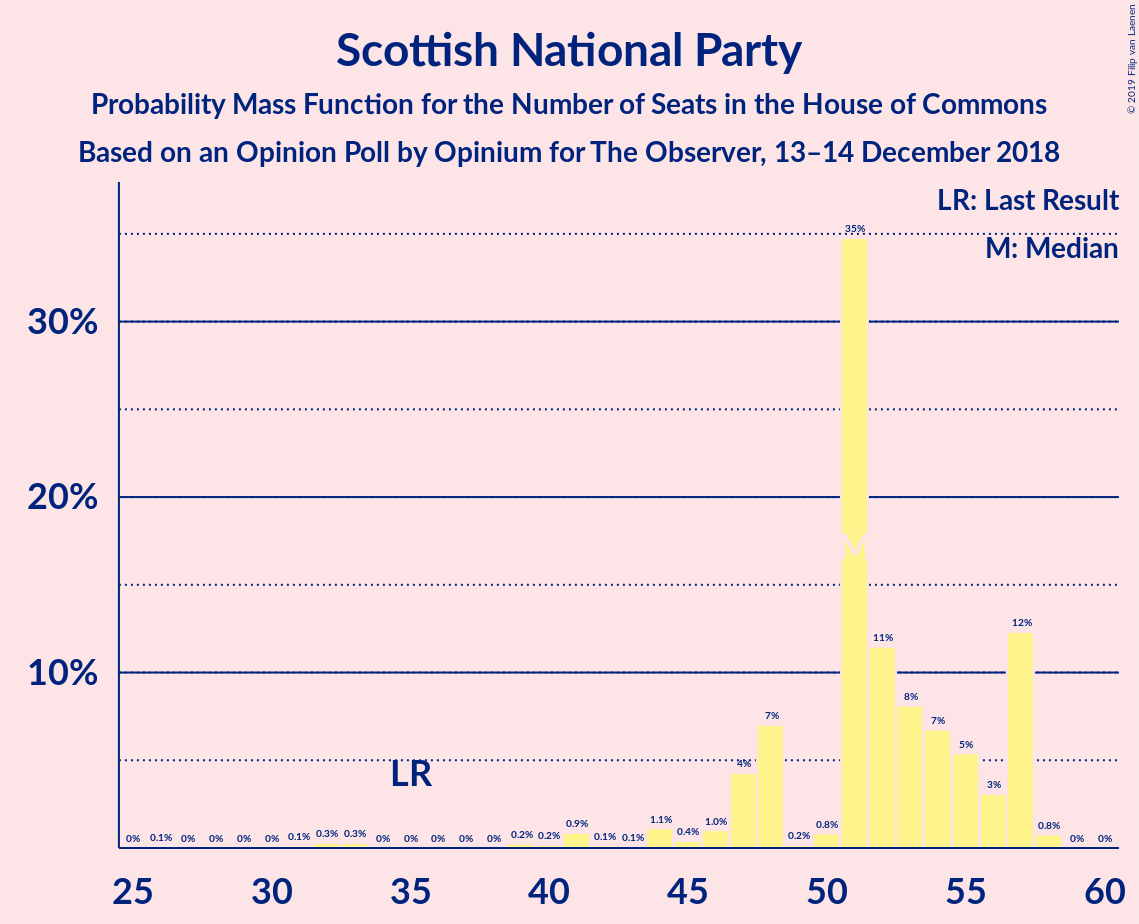 Scottish National Party
Probability Mass Function for the Number of Seats in the House of Commons
Based on an Opinion Poll by Opinium for The Observer, 13–14 December 2018
© 2019 Filip van Laenen
LR: Last Result
M: Median
30%
20%
10%
35%
M
11%
12%
8%
7%
7%
5%
4%
3%
LR
0% 0.1% 0% 0% 0% 0% 0.1% 0.3% 0.3% 0% 0% 0% 0% 0% 0.2% 0.2% 0.9% 0.1% 0.1% 1.1% 0.4% 1.0% 0.2% 0.8% 0.8% 0% 0%
25 30 35 40 45 50 55 60